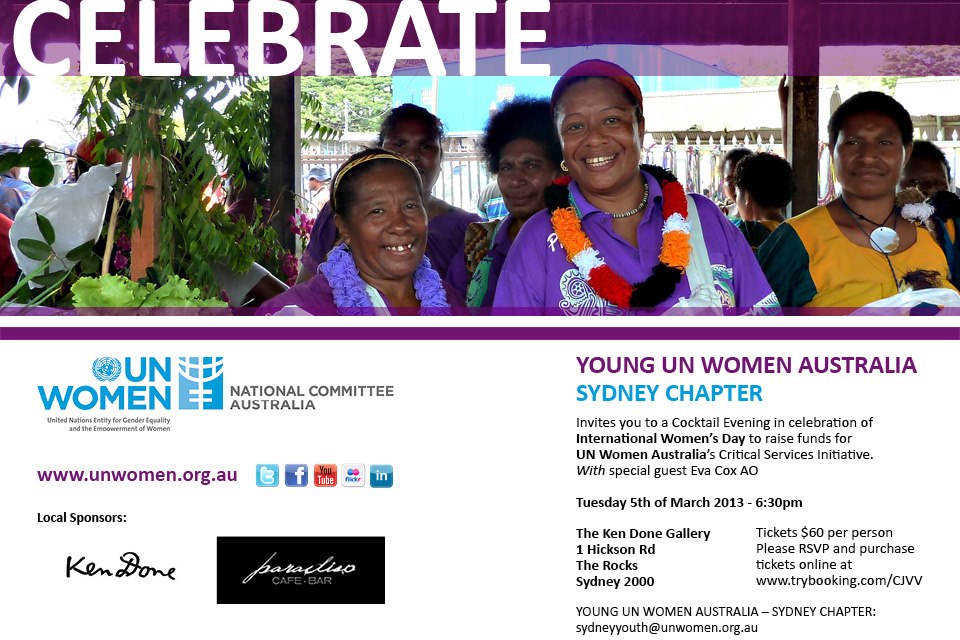 CELEBRATE
UN
WOMEN
United Nations Entity for Gender Equality
and the Empowerment of Women
NATIONAL COMMITTEE
AUSTRALIA
www.unwomen.org.au
You
Tube
flickr
in
Local Sponsors:
Ken Done
paradiso
CAFE • BAR
YOUNG UN WOMEN AUSTRALIA
SYDNEY CHAPTER
Invites you to a Cocktail Evening in celebration of
International Women's Day to raise funds for
UN Women Australia's Critical Services Initiative.
With special guest Eva Cox AO
Tuesday 5th of March 2013 - 6:30pm
The Ken Done Gallery
1 Hickson Rd
The Rocks
Sydney 2000
Tickets $60 per person
Please RSVP and purchase
tickets online at
www.trybooking.com/CJVV
YOUNG UN WOMEN AUSTRALIA – SYDNEY CHAPTER:
sydneyyouth@unwomen.org.au